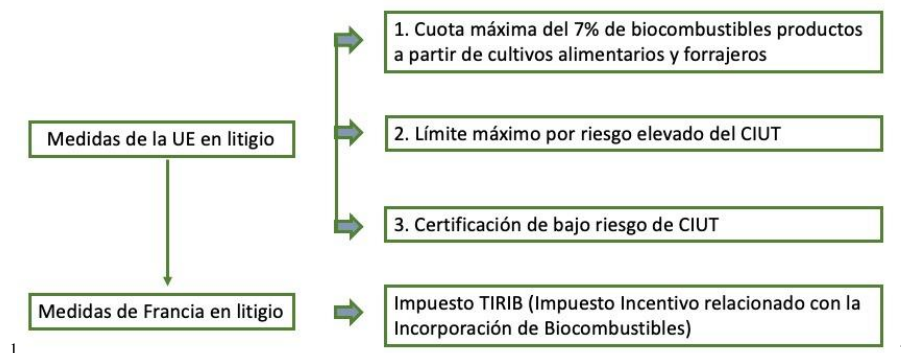 1. Cuota máxima del 7% de biocombustibles productos
a partir de cultivos alimentarios y forrajeros
Medidas de la UE en litigio
2. Límite máximo por riesgo elevado del CIUT
3. Certificación de bajo riesgo de CIUT
Medidas de Francia en litigio
Impuesto TIRIB (Impuesto Incentivo relacionado con la
Incorporación de Biocombustibles)
1